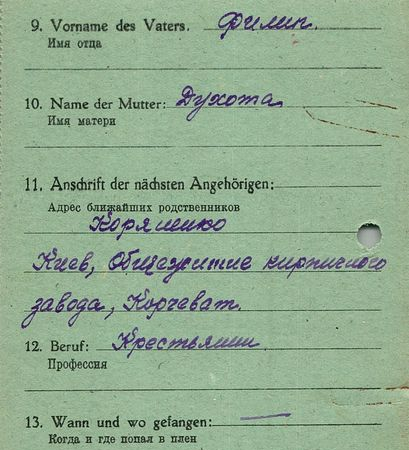 9. Vorname des Vaters. Филип.
Имя отца
10. Name der Mutter: Духота
Имя матери
11. Anschrift der nächsten Angehörigen:
Адрес ближайших родственников
Коряненко
Киев, Общежитие кирпичного
завода, Корчеват.
12. Beruf: Крестьянин
Профессия
13. Wann und wo gefangen: —
Когда и где попал в плен